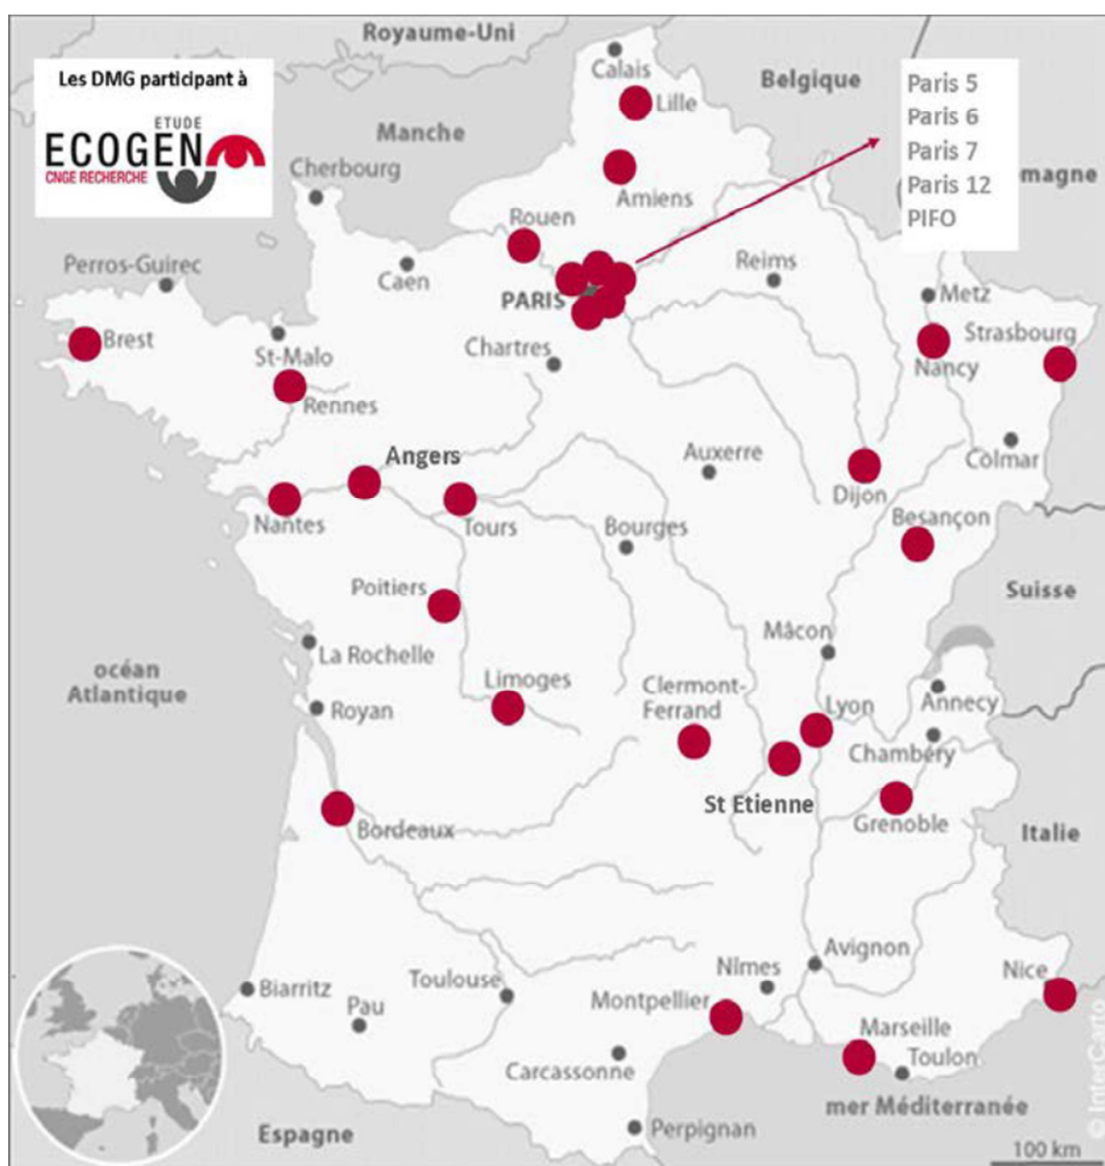 Royaume-Uni
Les DMG participant à
ETUDE
ECOGEN
CNGE RECHERCHE
Calais
Lille
Belgique
Paris 5
Paris 6
Paris 7
Paris 12
PIFO
Manche
Cherbourg
Amiens
magne
Rouen
Perros-Guirec
Caen
Reims
PARIS
Metz
Brest
St-Malo
Chartres
Strasbourg
Nancy
Rennes
Angers
Auxerre
Colmar
Dijon
Nantes
Tours
Bourges
Besançon
Poitiers
Suisse
Mâcon
La Rochelle
océan
Atlantique
Limoges
Clermont-
Ferrand
Royan
Lyon
Annecy
Chambéry
St Etienne
Bordeaux
Grenoble
Italie
Avignon
Nîmes
Nice
Biarritz
Toulouse
Pau
Montpellier
Marseille
Toulon
Carcassonne
mer Méditerranée
Espagne
Perpignan
100 km
© InterCarto